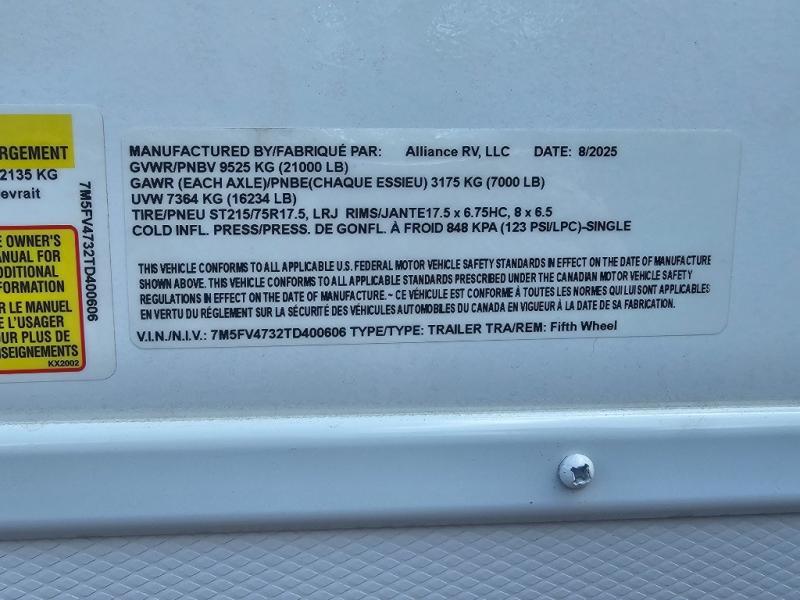 RGEMENT
2135 KG
evrait
7M5FV4732TD400606
E OWNER'S
ANUAL FOR
DDITIONAL
FORMATION
R LE MANUEL
E L'USAGER
OUR PLUS DE
NSEIGNEMENTS
KX2002
MANUFACTURED BY/FABRIQUÉ PAR: Alliance RV, LLC DATE: 8/2025
GVWR/PNBV 9525 KG (21000 LB)
GAWR (EACH AXLE)/PNBE(CHAQUE ESSIEU) 3175 KG (7000 LB)
UVW 7364 KG (16234 LB)
TIRE/PNEU ST215/75R17.5, LRJ RIMS/JANTE17.5 x 6.75HC, 8 x 6.5
COLD INFL. PRESS/PRESS. DE GONFL. À FROID 848 KPA (123 PSI/LPC)-SINGLE
THIS VEHICLE CONFORMS TO ALL APPLICABLE U.S. FEDERAL MOTOR VEHICLE SAFETY STANDARDS IN EFFECT ON THE DATE OF MANUFACTURE
SHOWN ABOVE. THIS VEHICLE CONFORMS TO ALL APPLICABLE STANDARDS PRESCRIBED UNDER THE CANADIAN MOTOR VEHICLE SAFETY
REGULATIONS IN EFFECT ON THE DATE OF MANUFACTURE. ~ CE VÉHICULE EST CONFORME À TOUTES LES NORMES QUI LUI SONT APPLICABLES
EN VERTU DU RÉGLEMENT SUR LA SÉCURITÉ DES VÉHICULES AUTOMOBILES DU CANADA EN VIGUEUR À LA DATE DE SA FABRICATION.
V.I.N./N.I.V.: 7M5FV4732TD400606 TYPE/TYPE: TRAILER TRA/REM: Fifth Wheel